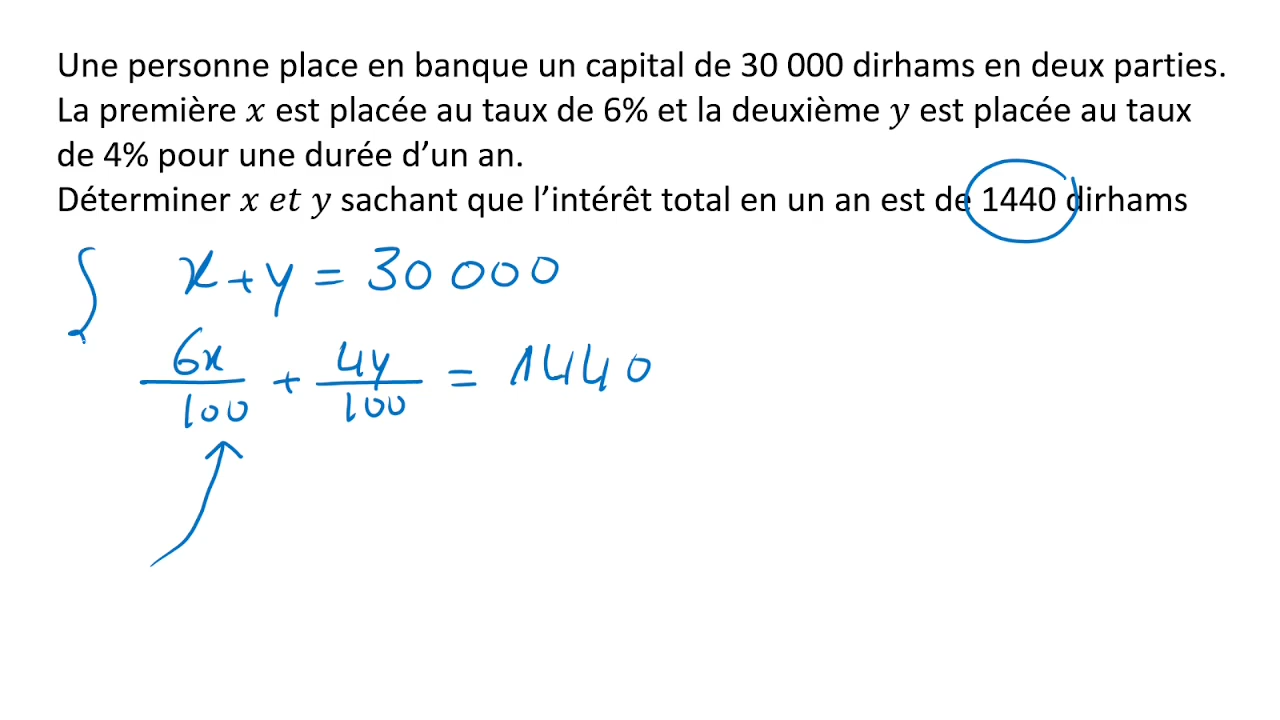 Une personne place en banque un capital de 30 000 dirhams en deux parties.
La première x est placée au taux de 6% et la deuxième y est placée au taux
de 4% pour une durée d’un an.
Déterminer x et y sachant que l’intérêt total en un an est de 1440 dirhams
x + y = 30 000
6x/100 + 4y/100 = 1440